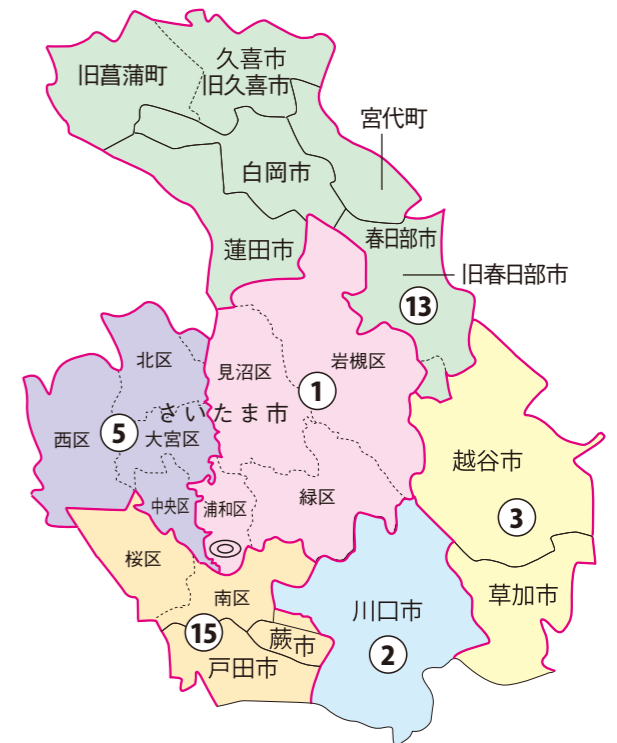 旧菖蒲町
久喜市
旧久喜市
宮代町
白岡市
蓮田市
春日部市
旧春日部市
13
北区
見沼区
岩槻区
1
さいたま市
西区
5
大宮区
越谷市
中央区
浦和区
緑区
3
桜区
南区
川口市
草加市
15
蕨市
戸田市
2